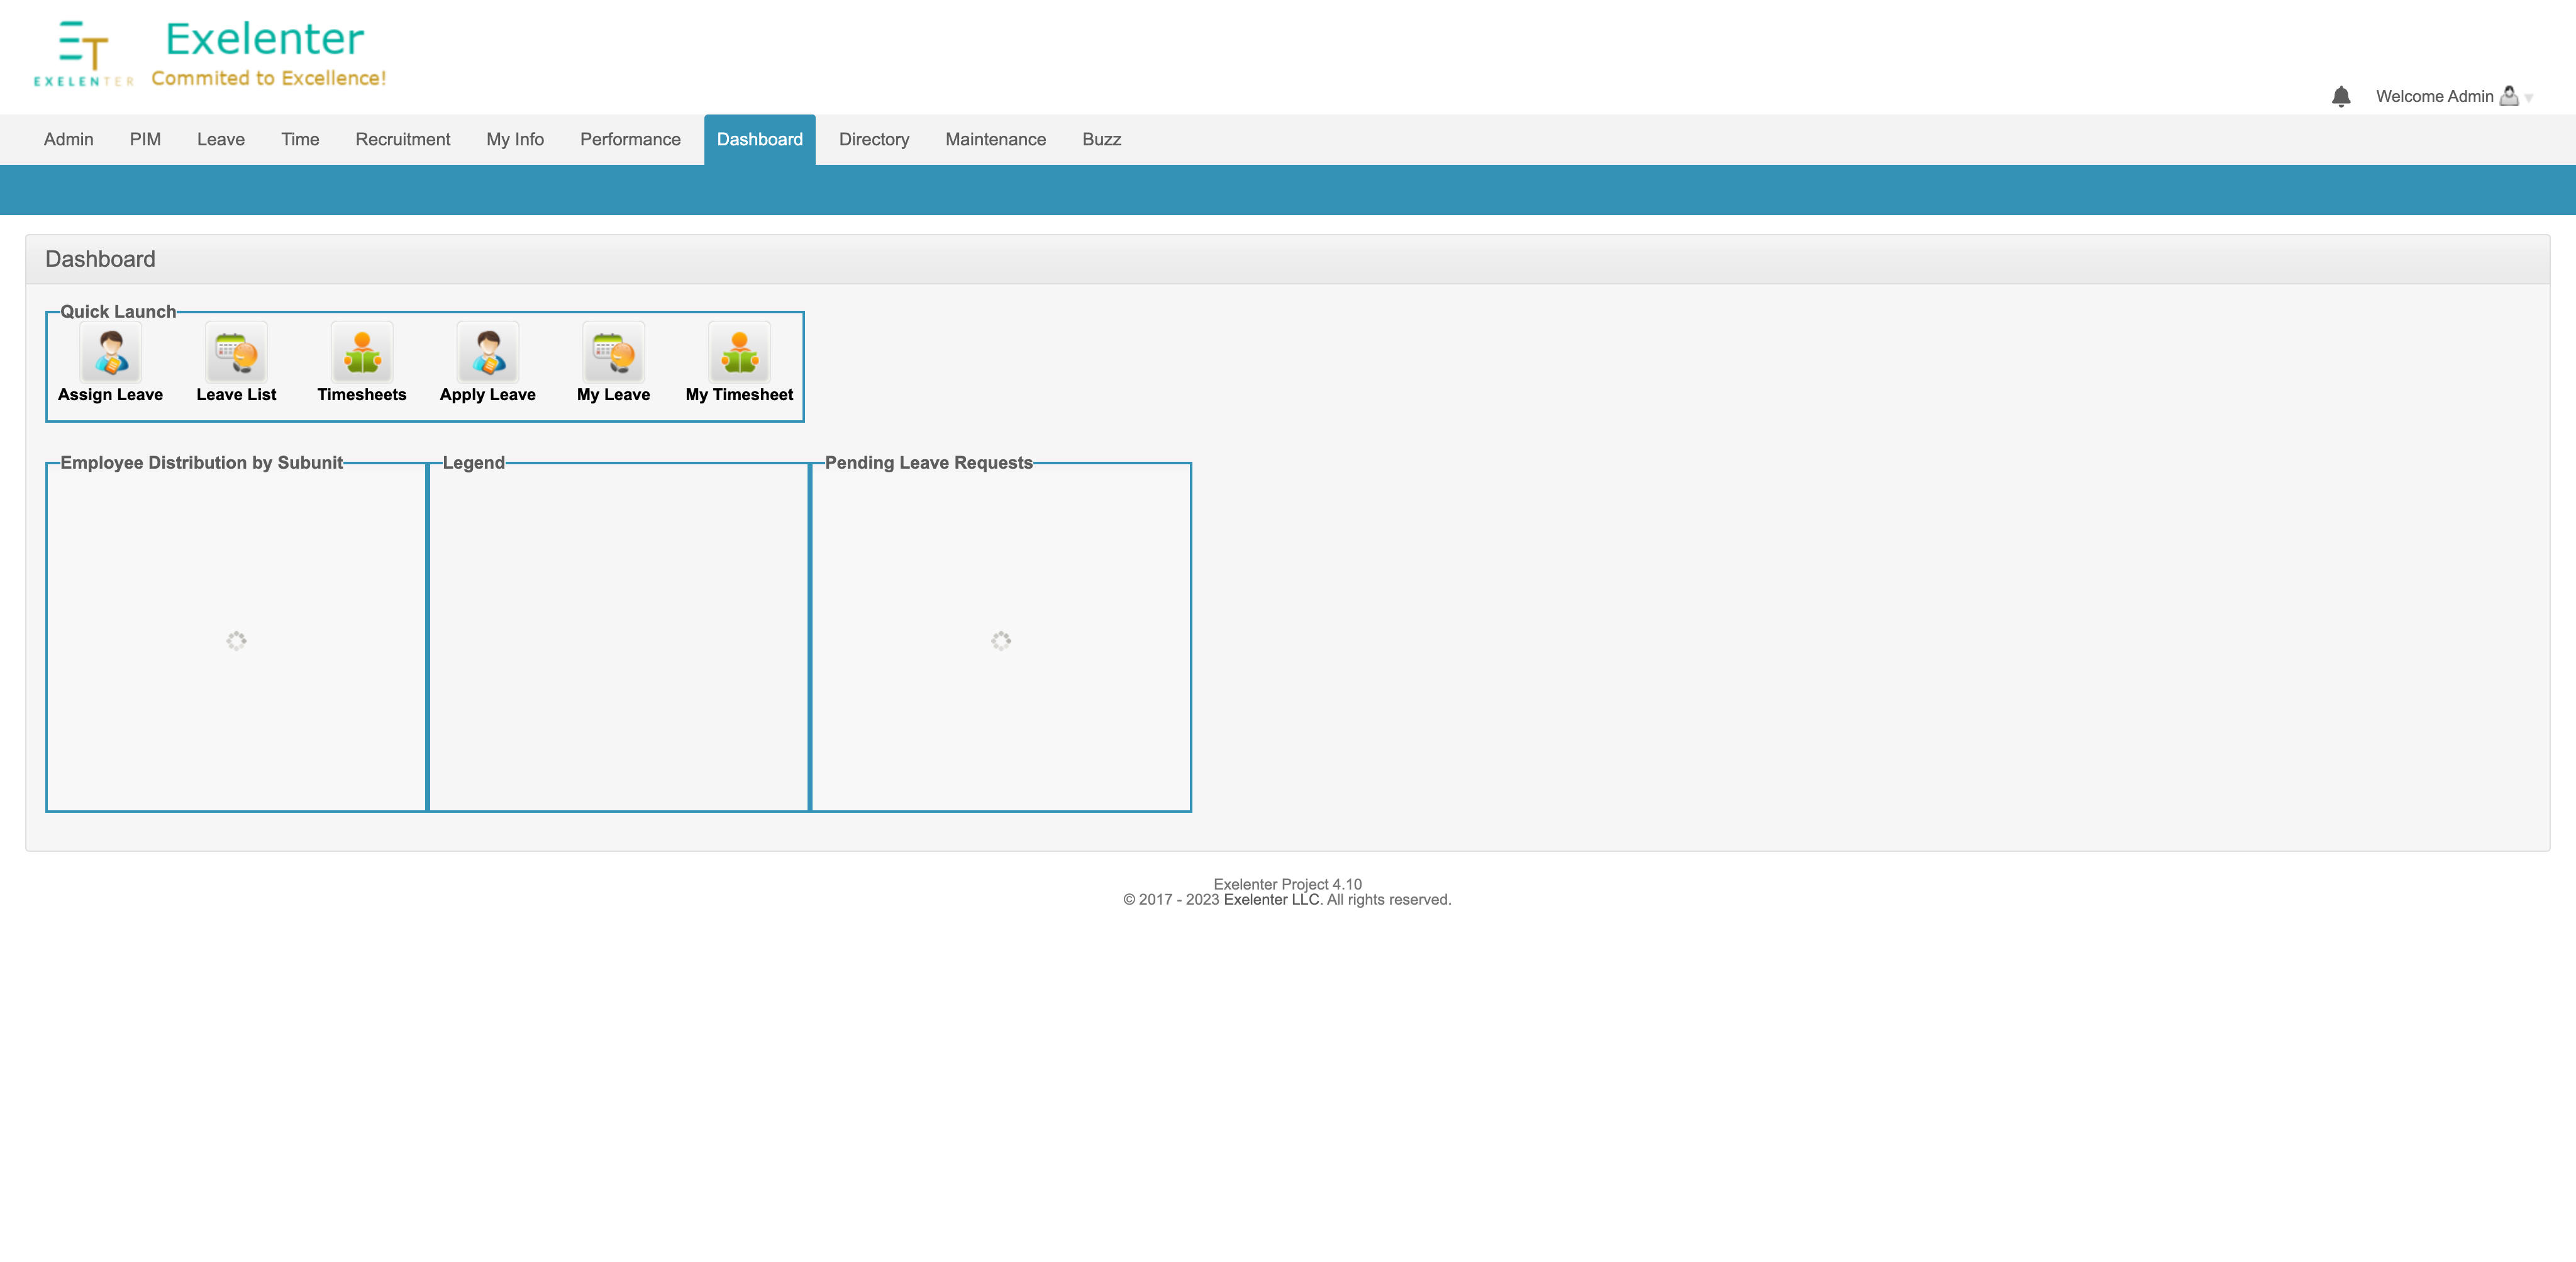 ET
EXELENTER
Exelenter
Commited to Excellence!
Welcome Admin
Admin PIM Leave Time Recruitment My Info Performance Dashboard Directory Maintenance Buzz
Dashboard
Quick Launch
Assign Leave Leave List Timesheets Apply Leave My Leave My Timesheet
Employee Distribution by Subunit Legend Pending Leave Requests
Exelenter Project 4.10
© 2017 - 2023 Exelenter LLC. All rights reserved.